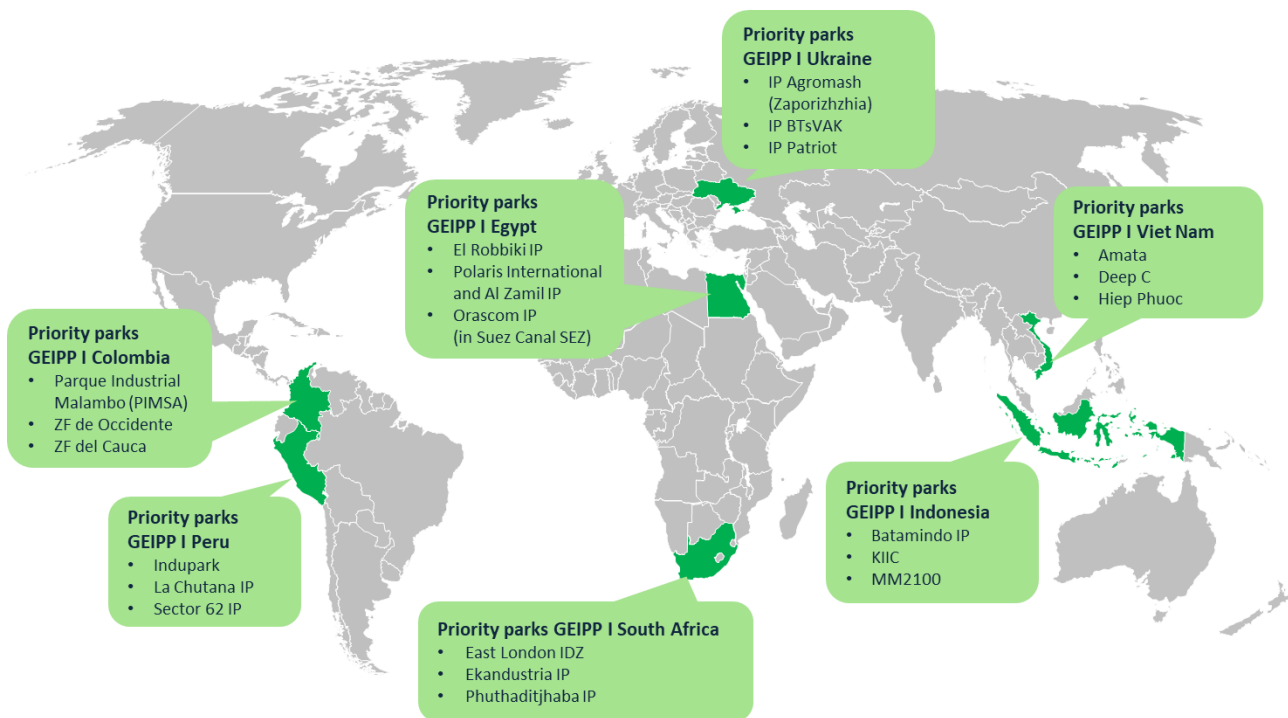 Priority parks
GEIPP I Ukraine
• IP Agromash
(Zaporizhzhia)
• IP BTsVAK
• IP Patriot
Priority parks
GEIPP I Egypt
• El Robbiki IP
• Polaris International
and Al Zamil IP
• Orascom IP
(in Suez Canal SEZ)
Priority parks
GEIPP I Viet Nam
• Amata
• Deep C
• Hiep Phuoc
Priority parks
GEIPP I Colombia
• Parque Industrial
Malambo (PIMSA)
• ZF de Occidente
• ZF del Cauca
Priority parks
GEIPP I Peru
• Indupark
• La Chutana IP
• Sector 62 IP
Priority parks
GEIPP I Indonesia
• Batamindo IP
• KIIC
• MM2100
Priority parks GEIPP I South Africa
• East London IDZ
• Ekandustria IP
• Phuthaditjhaba IP